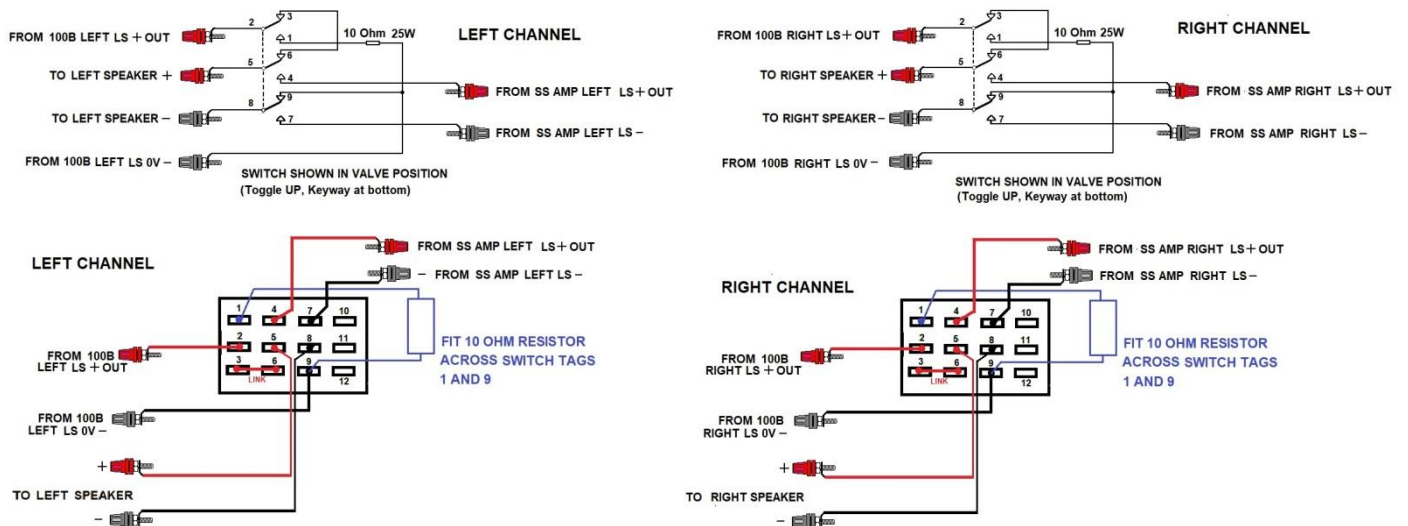 LEFT CHANNEL
FROM 100B LEFT LS + OUT
TO LEFT SPEAKER +
TO LEFT SPEAKER −
FROM 100B LEFT LS 0V −
2
3
1
10 Ohm 25W
5
6
4
8
9
7
FROM SS AMP LEFT LS + OUT
FROM SS AMP LEFT LS −
SWITCH SHOWN IN VALVE POSITION
(Toggle UP, Keyway at bottom)
RIGHT CHANNEL
FROM 100B RIGHT LS + OUT
TO RIGHT SPEAKER +
TO RIGHT SPEAKER −
FROM 100B RIGHT LS 0V −
2
3
1
10 Ohm 25W
5
6
4
8
9
7
FROM SS AMP RIGHT LS + OUT
FROM SS AMP RIGHT LS −
SWITCH SHOWN IN VALVE POSITION
(Toggle UP, Keyway at bottom)
LEFT CHANNEL
FROM SS AMP LEFT LS + OUT
− FROM SS AMP LEFT LS −
1 4 7 10
2 5 8 11
3 6 9 12
LINK
FROM 100B
LEFT LS + OUT
FROM 100B
LEFT LS 0V −
+
TO LEFT SPEAKER
−
FIT 10 OHM RESISTOR
ACROSS SWITCH TAGS
1 AND 9
RIGHT CHANNEL
FROM SS AMP RIGHT LS + OUT
FROM SS AMP RIGHT LS −
1 4 7 10
2 5 8 11
3 6 9 12
LINK
FROM 100B
RIGHT LS + OUT
FROM 100B
RIGHT LS 0V −
+
TO RIGHT SPEAKER
−
FIT 10 OHM RESISTOR
ACROSS SWITCH TAGS
1 AND 9